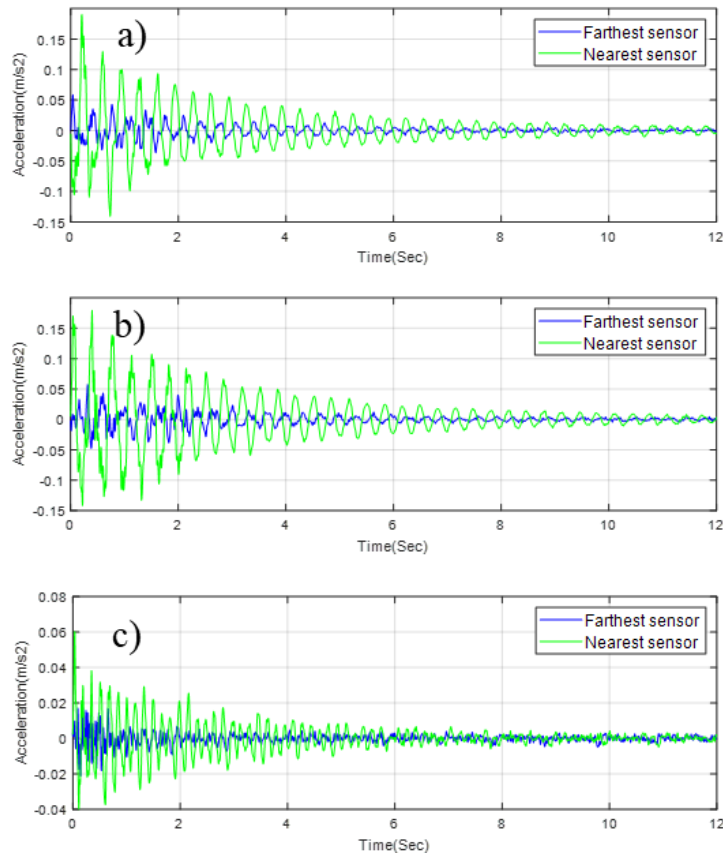 a)
Farthest sensor
Nearest sensor
0.15
0.1
0.05
0
-0.05
-0.1
-0.15
Acceleration(m/s2)
0 2 4 6 8 10 12
Time(Sec)
b)
Farthest sensor
Nearest sensor
0.15
0.1
0.05
0
-0.05
-0.1
-0.15
Acceleration(m/s2)
0 2 4 6 8 10 12
Time(Sec)
c)
Farthest sensor
Nearest sensor
0.08
0.06
0.04
0.02
0
-0.02
-0.04
Acceleration(m/s2)
0 2 4 6 8 10 12
Time(Sec)